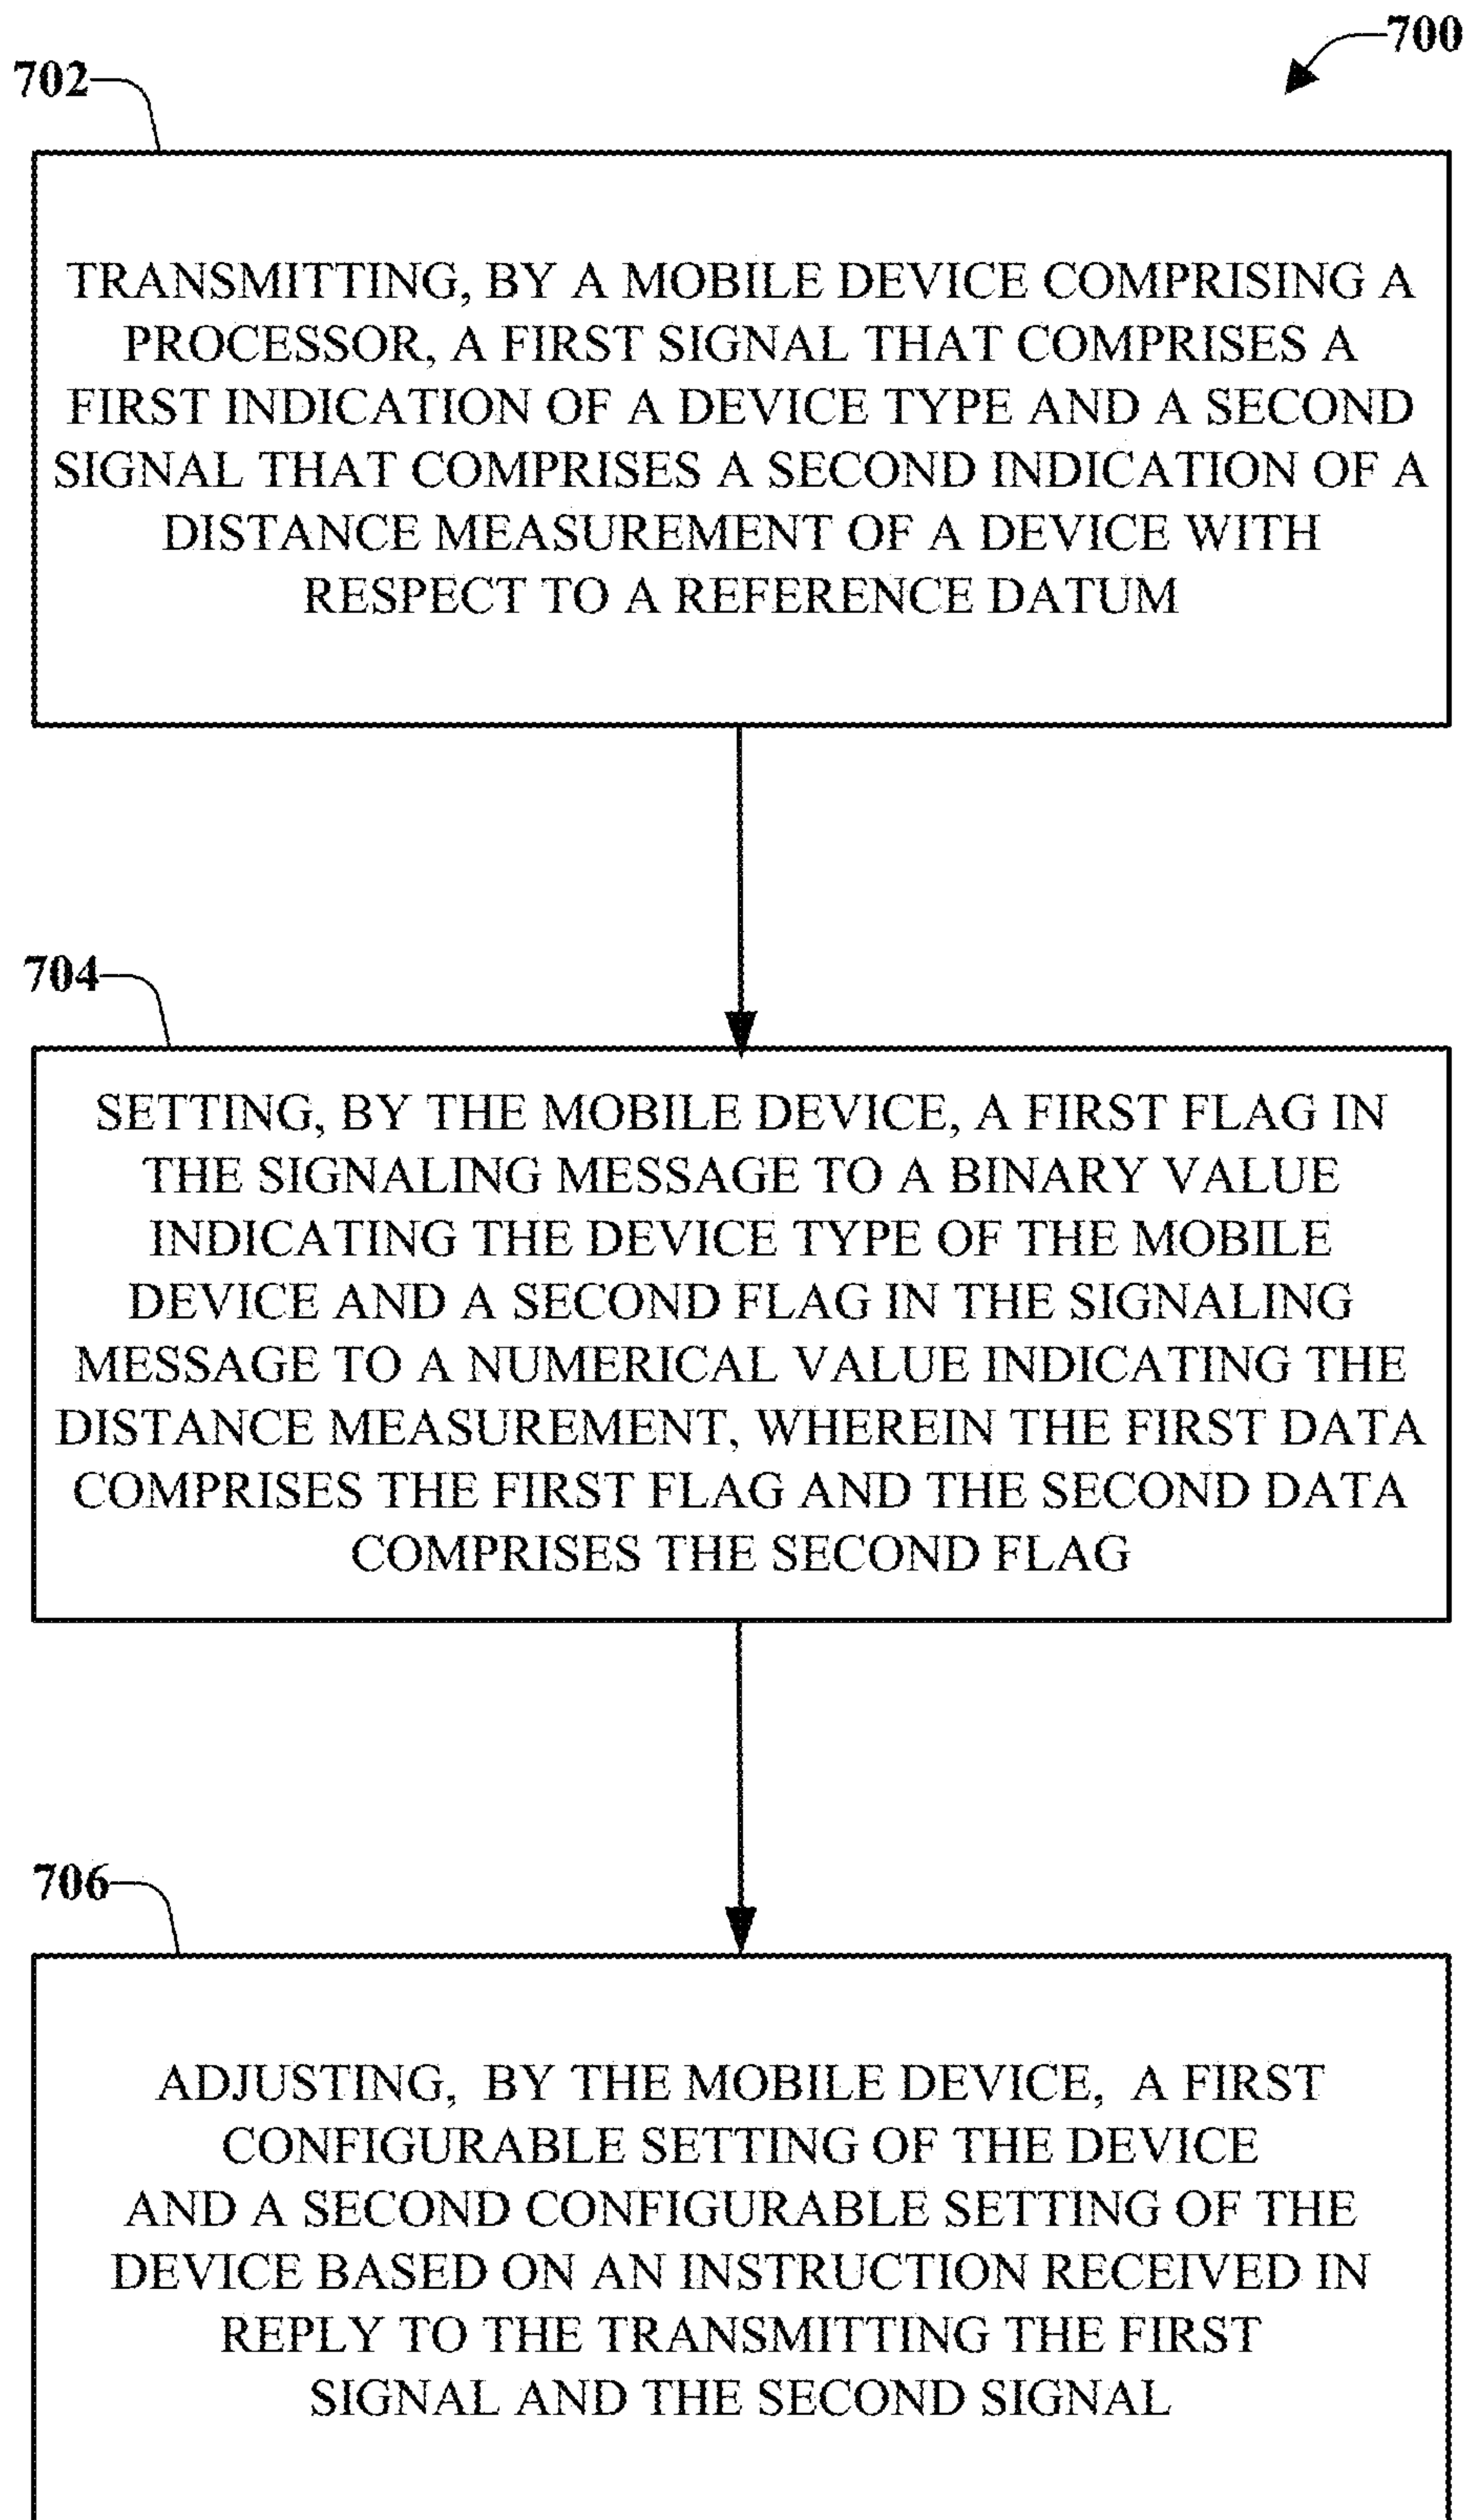 700
702
TRANSMITTING, BY A MOBILE DEVICE COMPRISING A
PROCESSOR, A FIRST SIGNAL THAT COMPRISES A
FIRST INDICATION OF A DEVICE TYPE AND A SECOND
SIGNAL THAT COMPRISES A SECOND INDICATION OF A
DISTANCE MEASUREMENT OF A DEVICE WITH
RESPECT TO A REFERENCE DATUM
704
SETTING, BY THE MOBILE DEVICE, A FIRST FLAG IN
THE SIGNALING MESSAGE TO A BINARY VALUE
INDICATING THE DEVICE TYPE OF THE MOBILE
DEVICE AND A SECOND FLAG IN THE SIGNALING
MESSAGE TO A NUMERICAL VALUE INDICATING THE
DISTANCE MEASUREMENT, WHEREIN THE FIRST DATA
COMPRISES THE FIRST FLAG AND THE SECOND DATA
COMPRISES THE SECOND FLAG
706
ADJUSTING, BY THE MOBILE DEVICE, A FIRST
CONFIGURABLE SETTING OF THE DEVICE
AND A SECOND CONFIGURABLE SETTING OF THE
DEVICE BASED ON AN INSTRUCTION RECEIVED IN
REPLY TO THE TRANSMITTING THE FIRST
SIGNAL AND THE SECOND SIGNAL